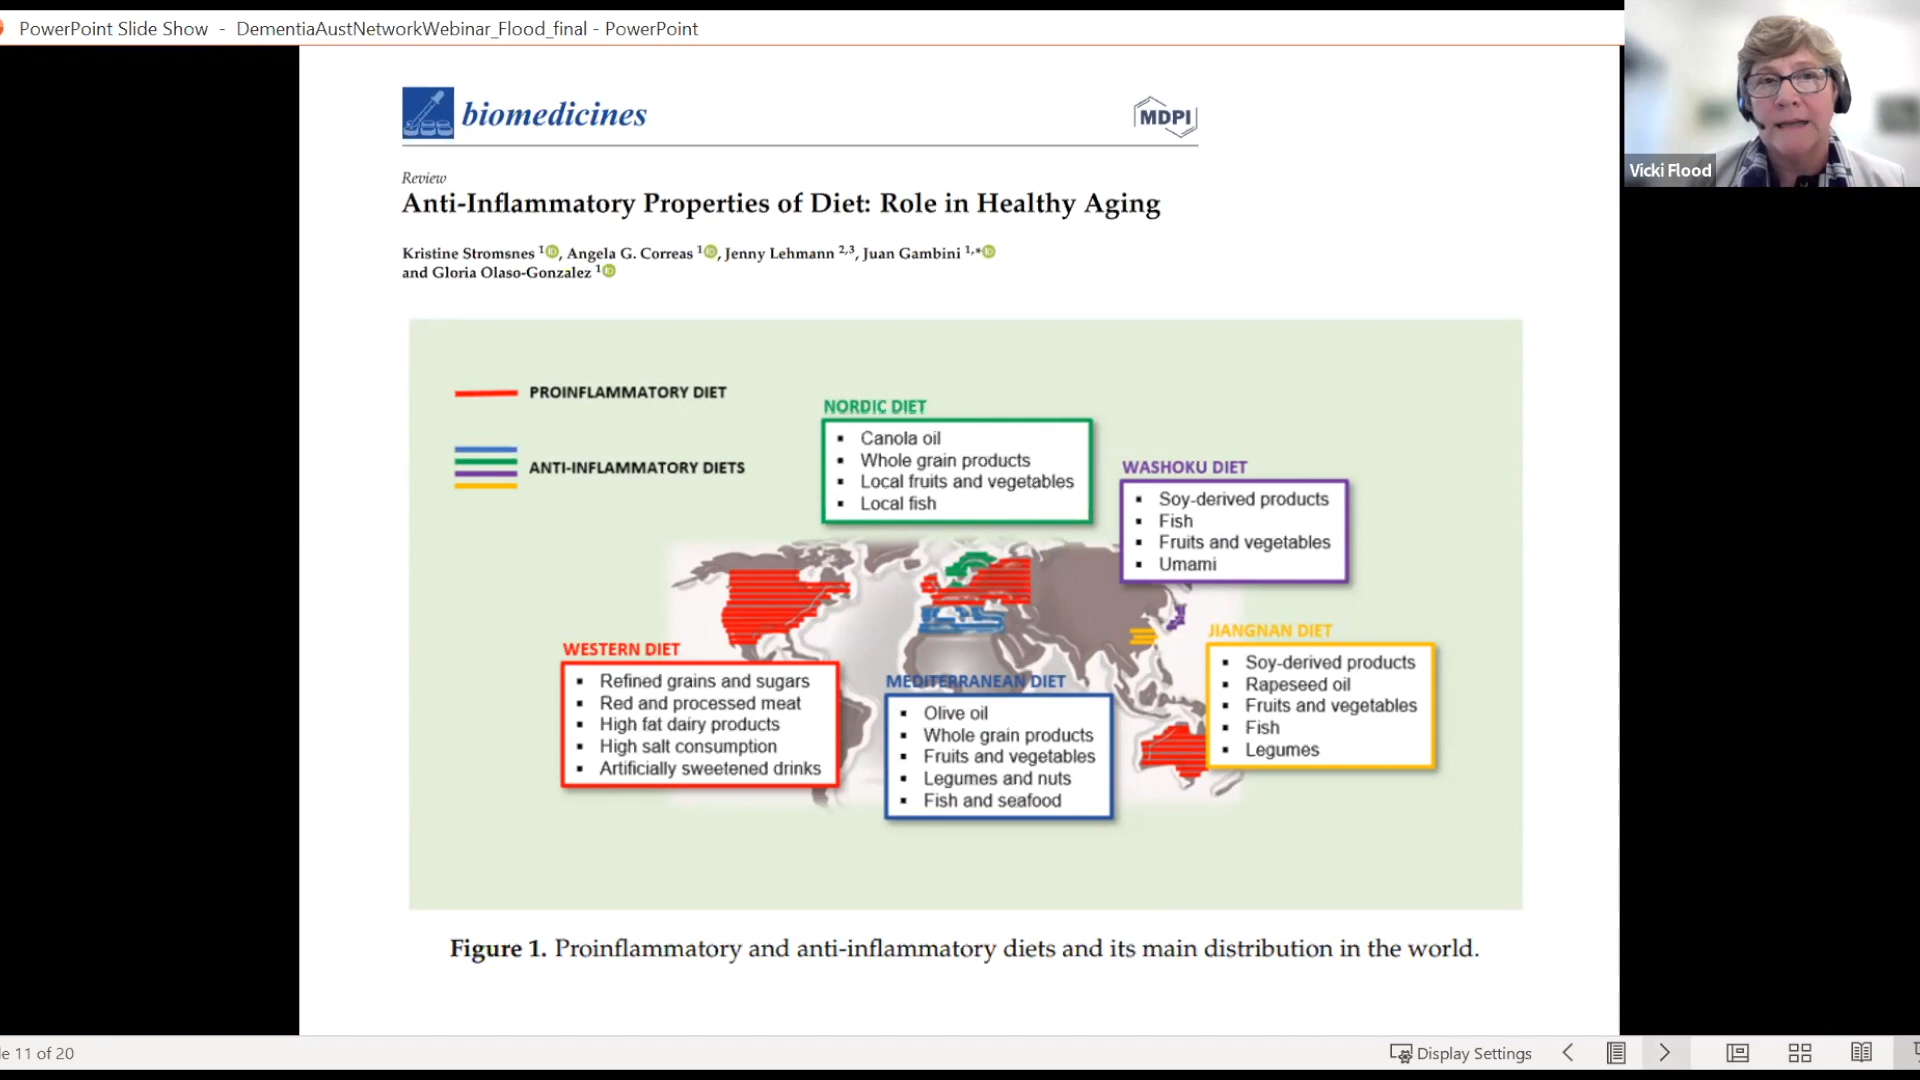 PowerPoint Slide Show - DementiaAustNetworkWebinar_Flood_final - PowerPoint
Vicki Flood
biomedicines
MDPI
Review
Anti-Inflammatory Properties of Diet: Role in Healthy Aging
Kristine Stromsnes 1, Angela G. Correas 1, Jenny Lehmann 2,3, Juan Gambini 1,*
and Gloria Olaso-Gonzalez 1
PROINFLAMMATORY DIET
ANTI-INFLAMMATORY DIETS
NORDIC DIET
▪ Canola oil
▪ Whole grain products
▪ Local fruits and vegetables
▪ Local fish
WASHOKU DIET
▪ Soy-derived products
▪ Fish
▪ Fruits and vegetables
▪ Umami
WESTERN DIET
▪ Refined grains and sugars
▪ Red and processed meat
▪ High fat dairy products
▪ High salt consumption
▪ Artificially sweetened drinks
MEDITERRANEAN DIET
▪ Olive oil
▪ Whole grain products
▪ Fruits and vegetables
▪ Legumes and nuts
▪ Fish and seafood
JIANGNAN DIET
▪ Soy-derived products
▪ Rapeseed oil
▪ Fruits and vegetables
▪ Fish
▪ Legumes
Figure 1. Proinflammatory and anti-inflammatory diets and its main distribution in the world.
le 11 of 20
Display Settings